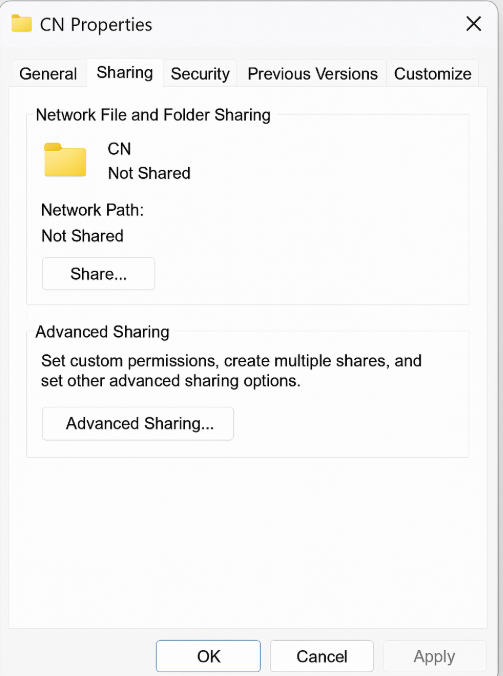 CN Properties
General Sharing Security Previous Versions Customize
Network File and Folder Sharing
CN
Not Shared
Network Path:
Not Shared
Share...
Advanced Sharing
Set custom permissions, create multiple shares, and
set other advanced sharing options.
Advanced Sharing...
OK Cancel Apply